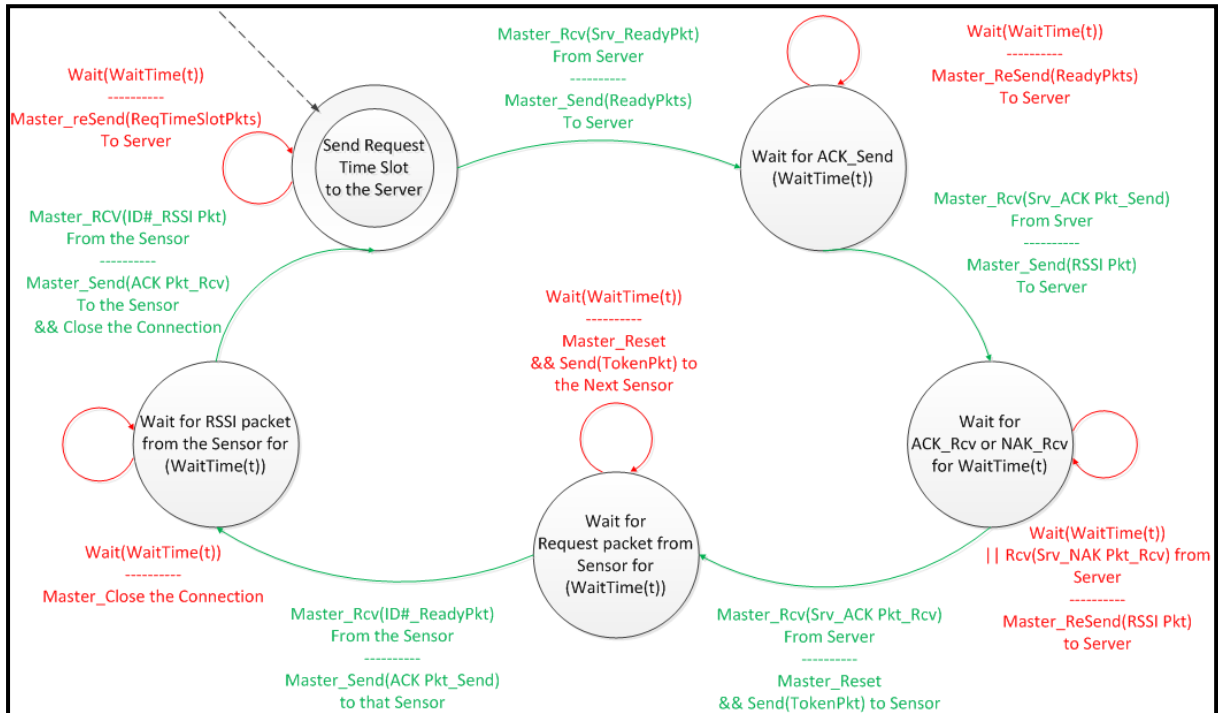 Master_Rcv(Srv_ReadyPkt)
From Server
----------
Master_Send(ReadyPkts)
To Server
Wait(WaitTime(t))
----------
Master_ReSend(ReadyPkts)
To Server
Wait(WaitTime(t))
----------
Master_reSend(ReqTimeSlotPkts)
To Server
Send Request
Time Slot
to the Server
Wait for ACK_Send
(WaitTime(t))
Master_RCV(ID#_RSSI Pkt)
From the Sensor
----------
Master_Send(ACK Pkt_Rcv)
To the Sensor
&& Close the Connection
Master_Rcv(Srv_ACK Pkt_Send)
From Srver
----------
Master_Send(RSSI Pkt)
To Server
Wait(WaitTime(t))
----------
Master_Reset
&& Send(TokenPkt) to
the Next Sensor
Wait for RSSI packet
from the Sensor for
(WaitTime(t))
Wait for
ACK_Rcv or NAK_Rcv
for WaitTime(t)
Wait for
Request packet from
Sensor for
(WaitTime(t))
Wait(WaitTime(t))
----------
Master_Close the Connection
Wait(WaitTime(t))
|| Rcv(Srv_NAK Pkt_Rcv) from
Server
----------
Master_ReSend(RSSI Pkt)
to Server
Master_Rcv(ID#_ReadyPkt)
From the Sensor
----------
Master_Send(ACK Pkt_Send)
to that Sensor
Master_Rcv(Srv_ACK Pkt_Rcv)
From Server
----------
Master_Reset
&& Send(TokenPkt) to Sensor